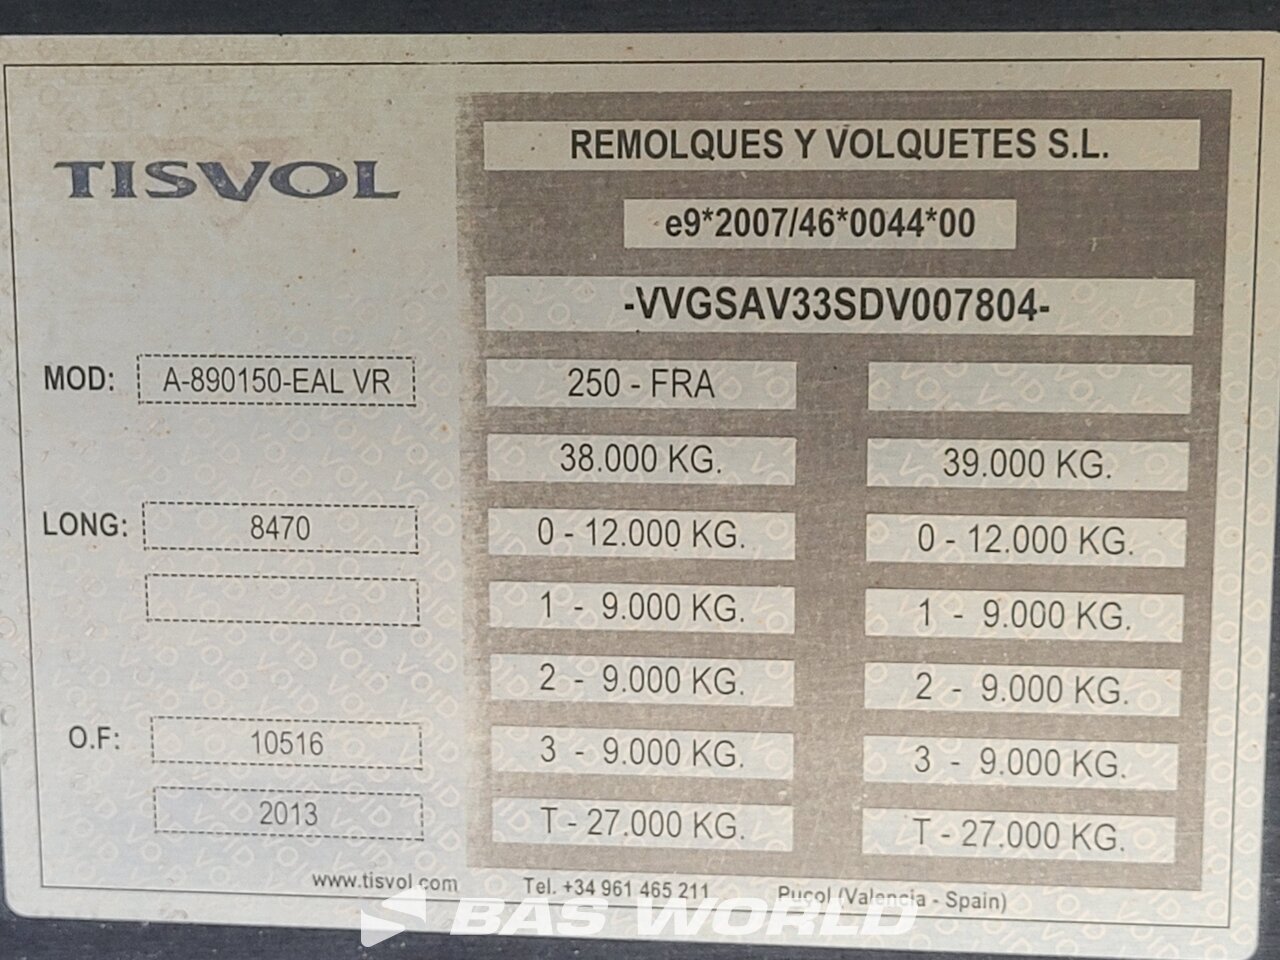 TISVOL
REMOLQUES Y VOLQUETES S.L.
e9*2007/46*0044*00
-VVGSAV33SDV007804-
MOD: A-890150-EAL VR 250 - FRA
38.000 KG. 39.000 KG.
LONG: 8470 0 - 12.000 KG. 0 - 12.000 KG.
1 - 9.000 KG. 1 - 9.000 KG.
2 - 9.000 KG. 2 - 9.000 KG.
O.F: 10516 3 - 9.000 KG. 3 - 9.000 KG.
2013 T - 27.000 KG. T - 27.000 KG.
www.tisvol.com Tel. +34 961 465 211 Puçol (Valencia - Spain)
BAS WORLD